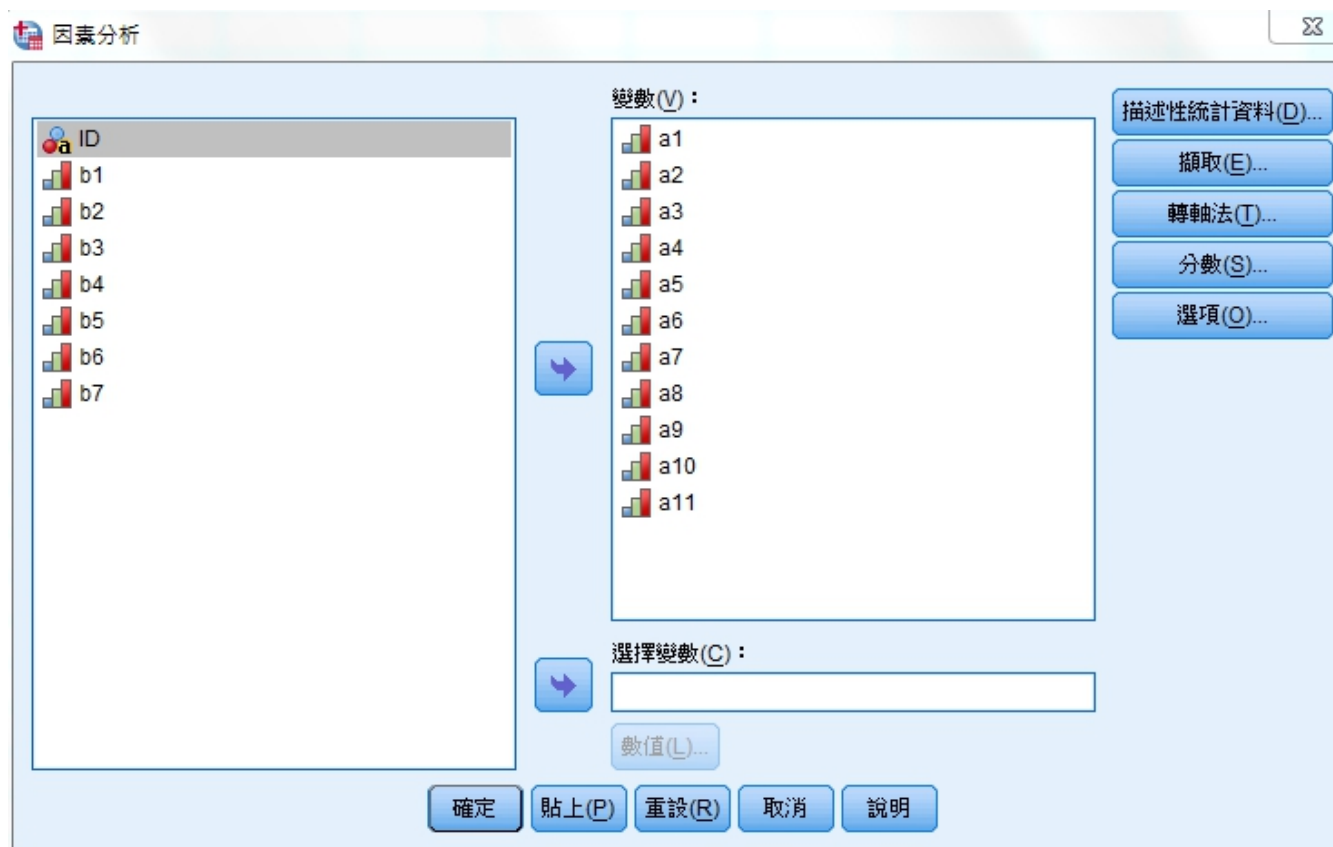 因素分析
ID
b1
b2
b3
b4
b5
b6
b7
變數(V)：
a1
a2
a3
a4
a5
a6
a7
a8
a9
a10
a11
選擇變數(C)：
數值(L)...
描述性統計資料(D)...
擷取(E)...
轉軸法(T)...
分數(S)...
選項(O)...
確定 貼上(P) 重設(R) 取消 說明